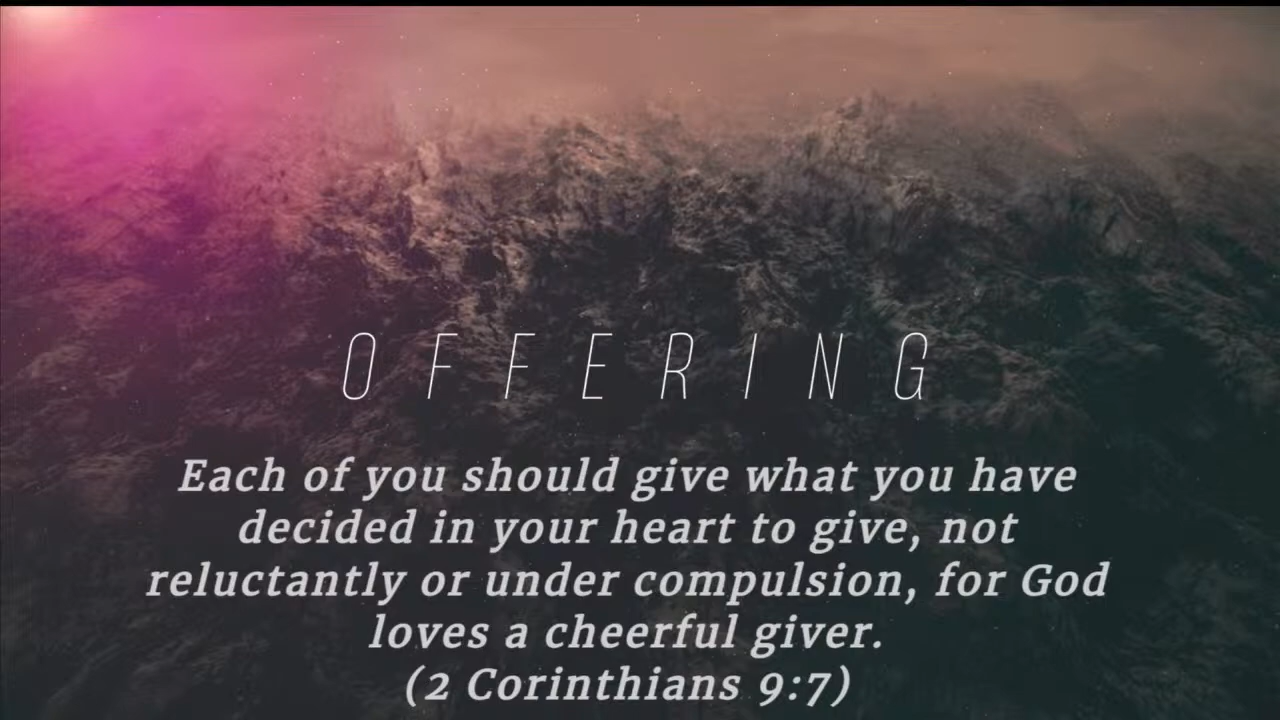 OFFERING
Each of you should give what you have
decided in your heart to give, not
reluctantly or under compulsion, for God
loves a cheerful giver.
(2 Corinthians 9:7)